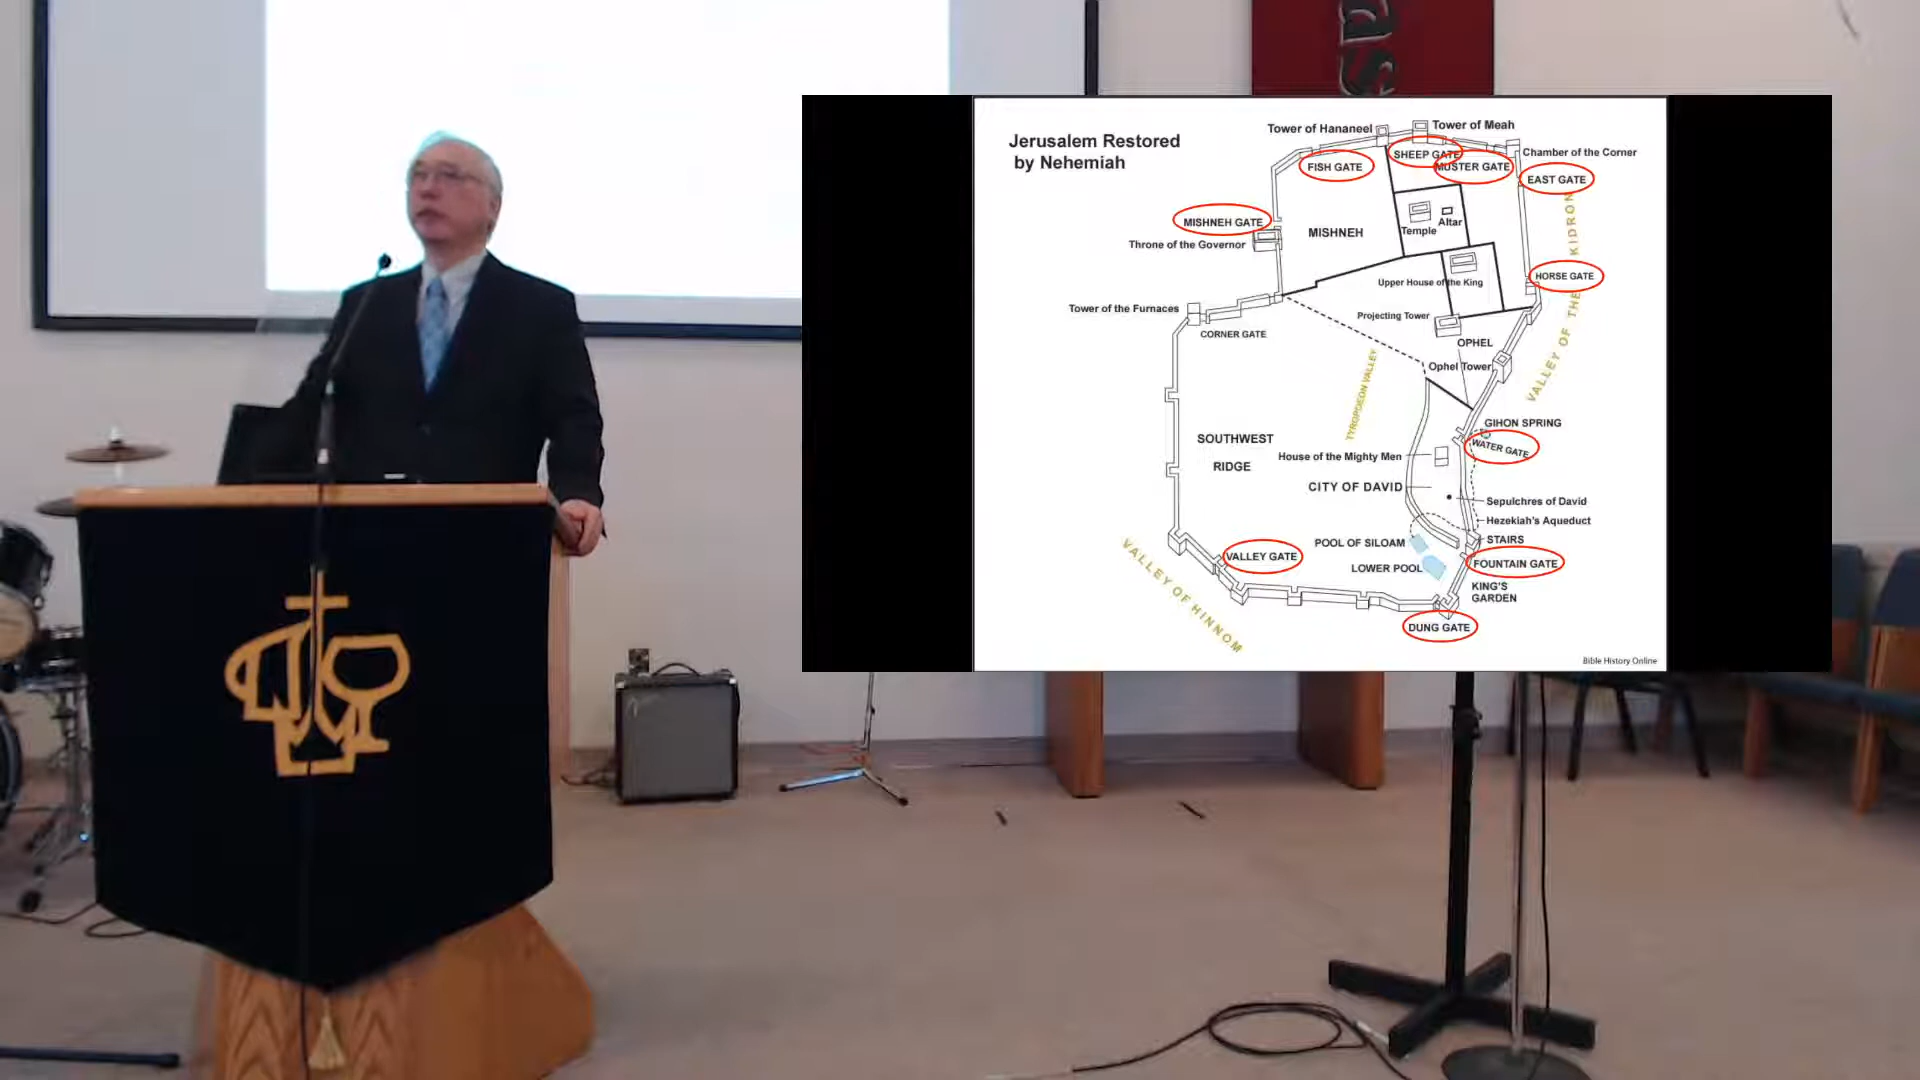 as
Jerusalem Restored
by Nehemiah
Tower of Hananeel
Tower of Meah
Chamber of the Corner
FISH GATE
SHEEP GATE
MUSTER GATE
EAST GATE
MISHNEH GATE
Throne of the Governor
MISHNEH
Temple
Altar
VALLEY OF THE KIDRON
HORSE GATE
Upper House of the King
Tower of the Furnaces
CORNER GATE
Projecting Tower
OPHEL
Ophel Tower
TYROPOEON VALLEY
GIHON SPRING
WATER GATE
SOUTHWEST
RIDGE
House of the Mighty Men
CITY OF DAVID
Sepulchres of David
Hezekiah's Aqueduct
STAIRS
POOL OF SILOAM
LOWER POOL
FOUNTAIN GATE
KING'S
GARDEN
VALLEY GATE
VALLEY OF HINNOM
DUNG GATE
Bible History Online